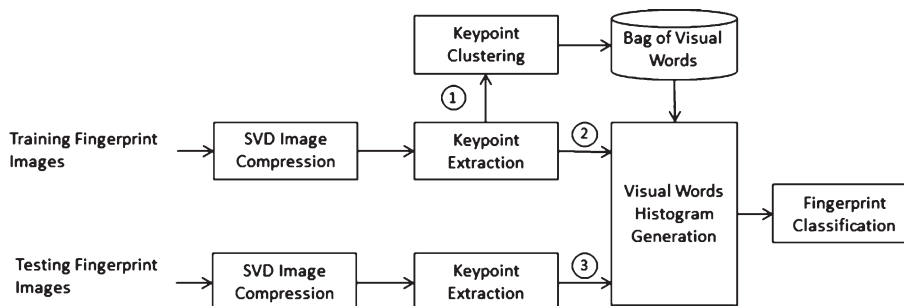 Keypoint
Clustering
Bag of Visual
Words
1
2
Training Fingerprint
Images
SVD Image
Compression
Keypoint
Extraction
Visual Words
Histogram
Generation
Fingerprint
Classification
Testing Fingerprint
Images
SVD Image
Compression
Keypoint
Extraction
3